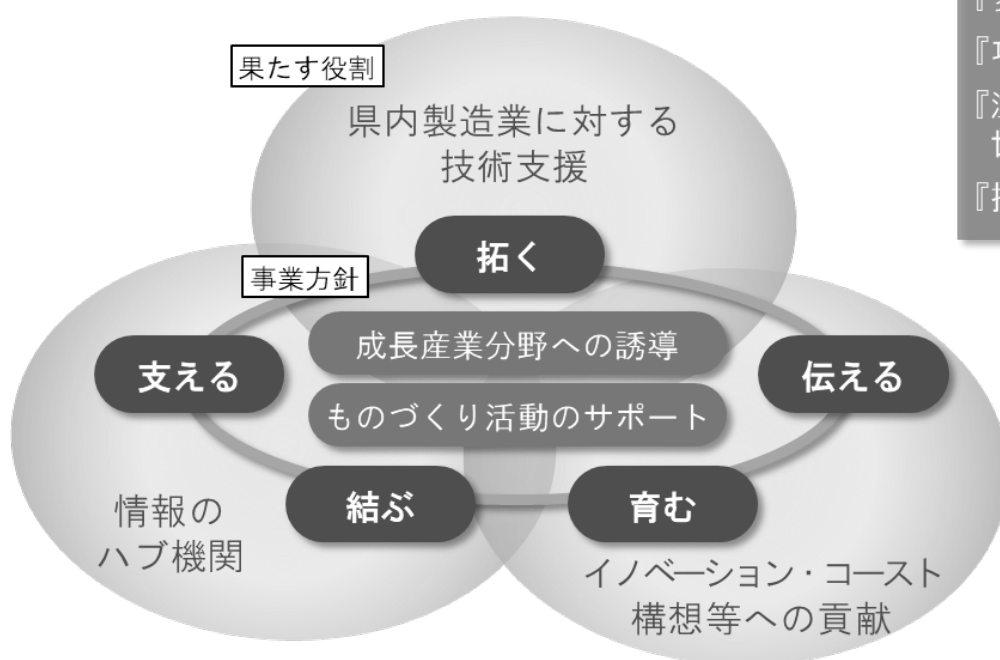 果たす役割
県内製造業に対する
技術支援
拓く
事業方針
成長産業分野への誘導
支える
伝える
ものづくり活動のサポート
結ぶ
育む
情報の
ハブ機関
イノベーション・コースト
構想等への貢献